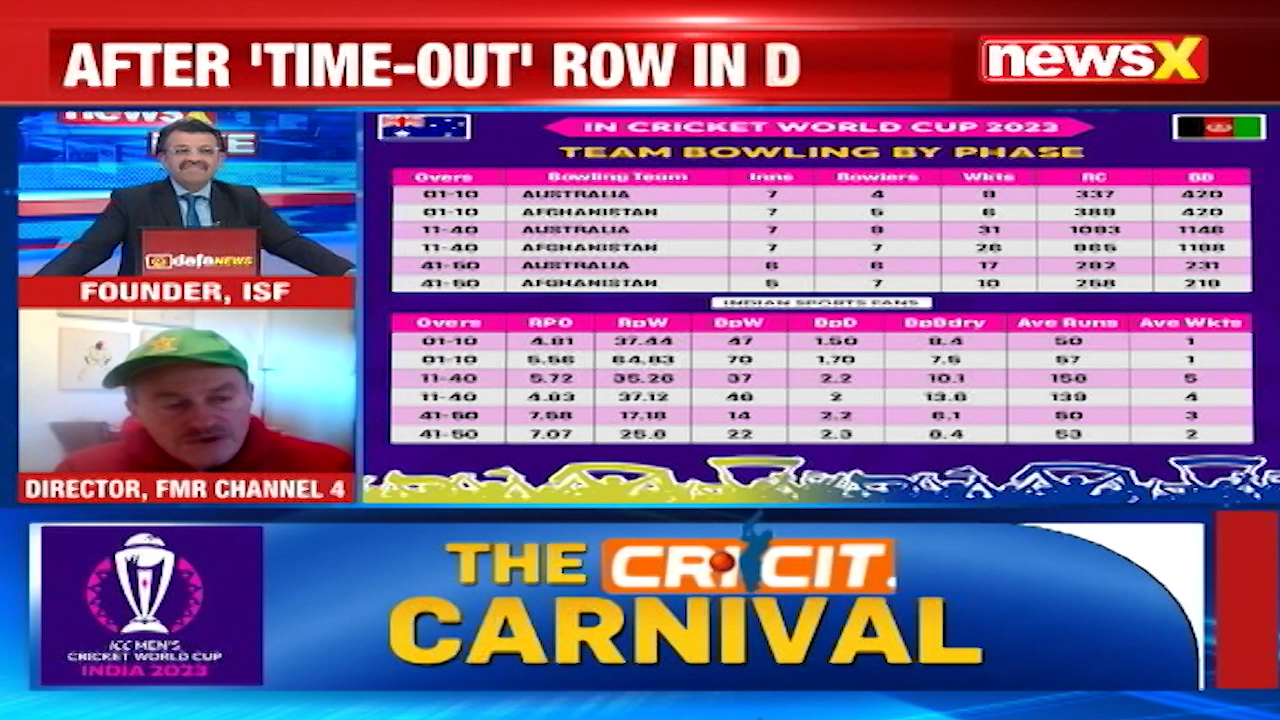 AFTER 'TIME-OUT' ROW IN D
newsX
newsX
LIVE
IN CRICKET WORLD CUP 2023
TEAM BOWLING BY PHASE
Overs Bowling Team Inns Bowlers Wkts RC BB
01-10 AUSTRALIA 7 4 9 337 420
01-10 AFGHANISTAN 7 5 6 389 420
11-40 AUSTRALIA 7 8 31 1093 1146
11-40 AFGHANISTAN 7 7 26 965 1198
41-50 AUSTRALIA 6 6 17 292 231
41-50 AFGHANISTAN 5 7 10 258 219
dafaNEWS
FOUNDER, ISF
INDIAN SPORTS FANS
Overs RPO RpW BpW DpD BpBdry Ave Runs Ave Wkts
01-10 4.81 37.44 47 1.50 8.4 50 1
01-10 5.56 64.83 70 1.70 7.5 57 1
11-40 5.72 35.26 37 2.2 10.1 156 5
11-40 4.83 37.12 46 2 13.6 139 4
41-50 7.58 17.18 14 2.2 6.1 50 3
41-50 7.07 25.8 22 2.3 8.4 53 2
DIRECTOR, FMR CHANNEL 4
THE CRICIT.
CARNIVAL
ICC MEN'S
CRICKET WORLD CUP
INDIA 2023